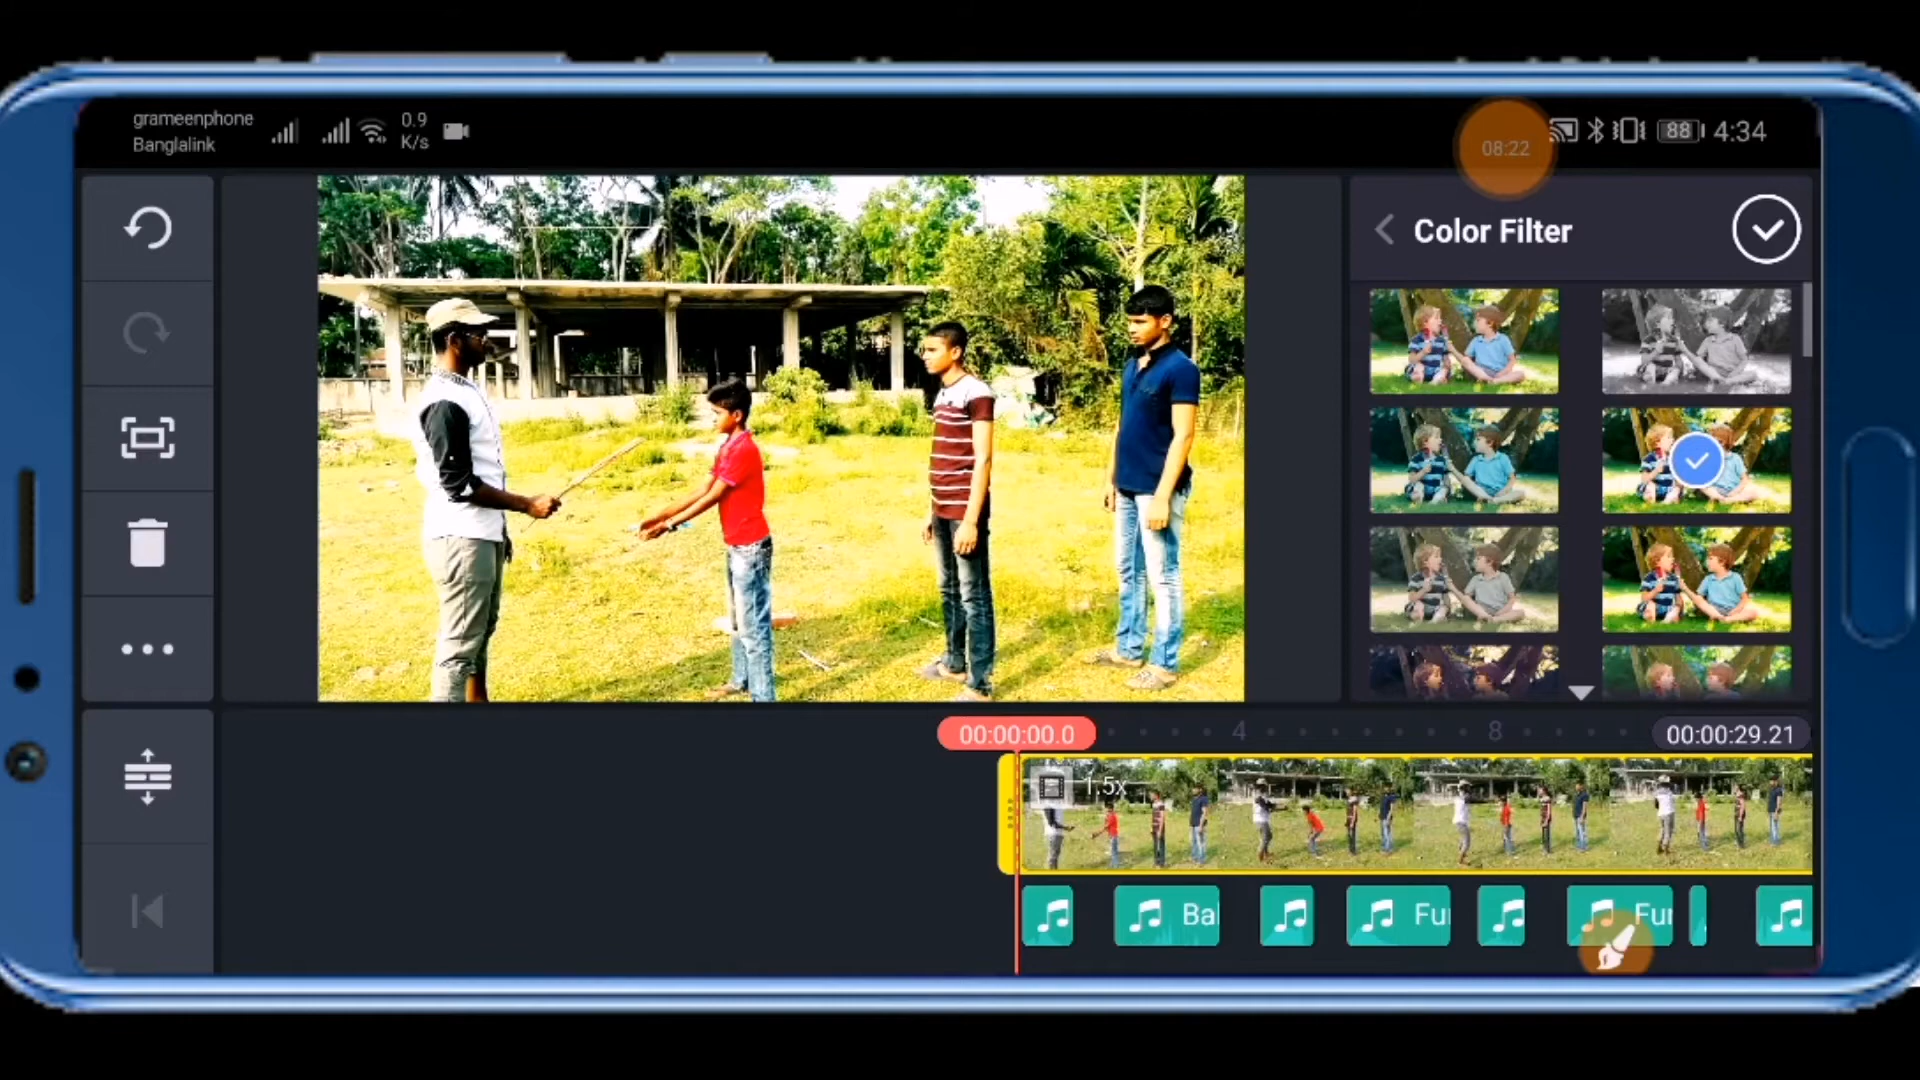 grameenphone
Banglalink
0.9
K/s
08:22
88
4:34
Color Filter
00:00:00.0
4
8
00:00:29.21
1.5x
Ba
Fu
Fu